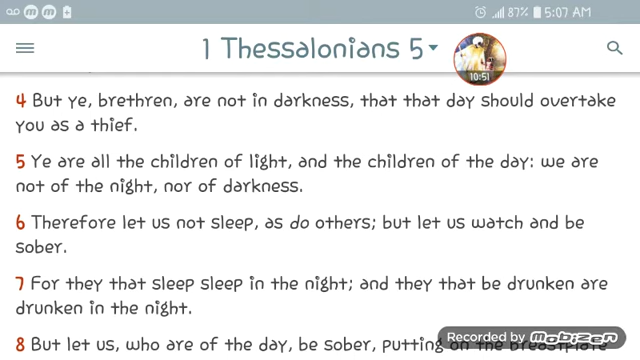 87% 5:07 AM
1 Thessalonians 5
10:51
4 But ye, brethren, are not in darkness, that that day should overtake
you as a thief.
5 Ye are all the children of light, and the children of the day: we are
not of the night, nor of darkness.
6 Therefore let us not sleep, as do others; but let us watch and be
sober.
7 For they that sleep sleep in the night; and they that be drunken are
drunken in the night.
8 But let us, who are of the day, be sober, putting on the breastplate
Recorded by Mobizen